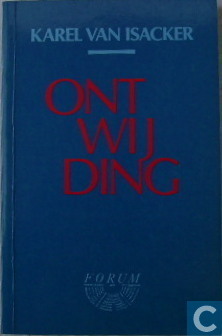 KAREL VAN ISACKER
ONT
WIJ
DING
FORUM
C